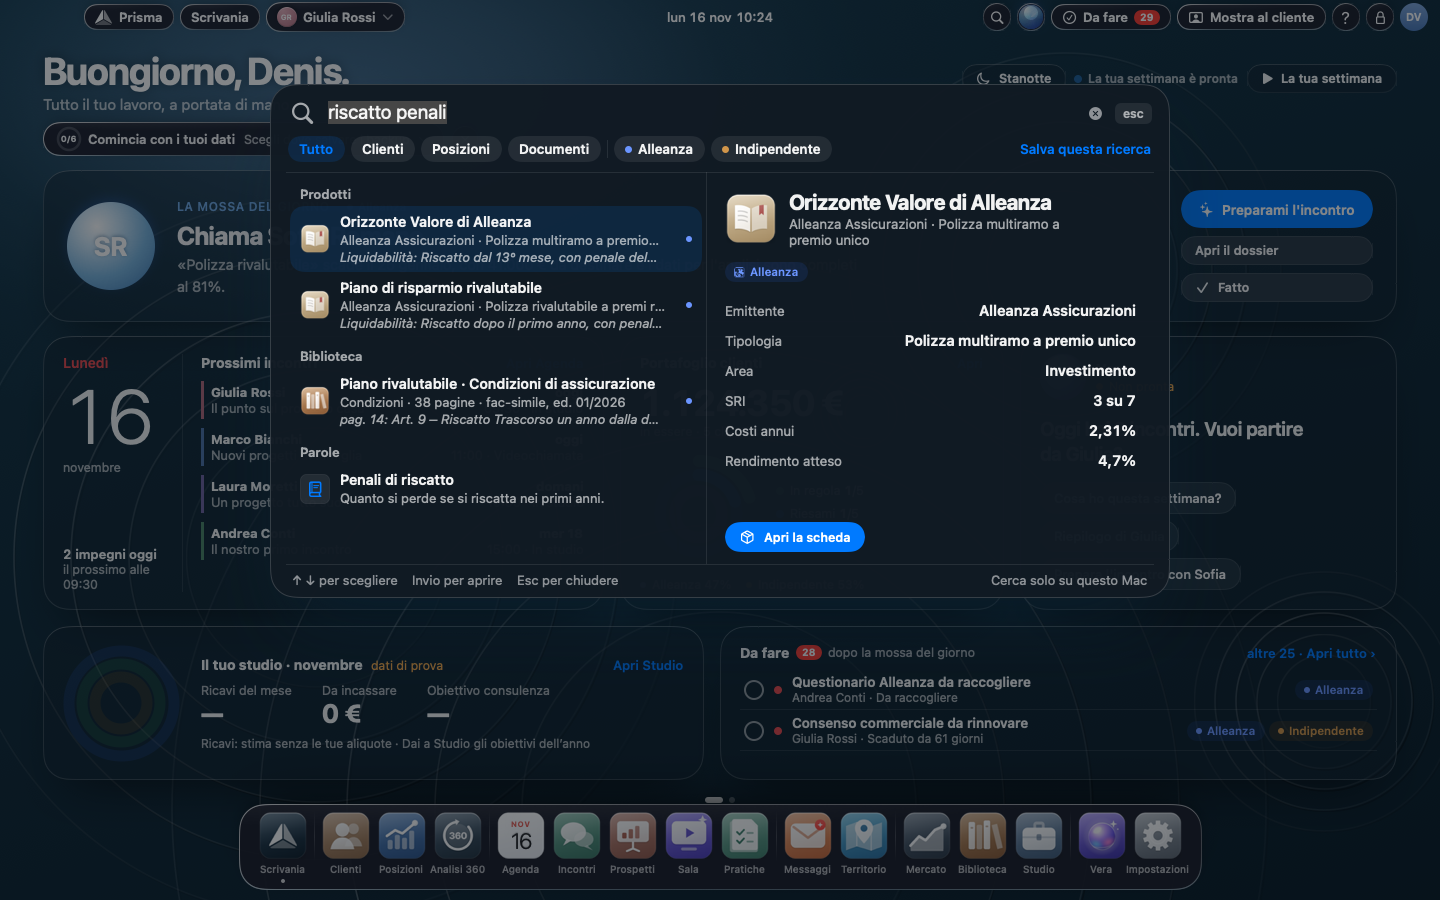 Prisma
Scrivania
GR Giulia Rossi
lun 16 nov 10:24
Da fare 29
Mostra al cliente
?
DV
Buongiorno, Denis.
Tutto il tuo lavoro, a portata di
Stanotte
La tua settimana è pronta
La tua settimana
0/6 Comincia con i tuoi dati
riscatto penali
esc
Tutto
Clienti
Posizioni
Documenti
Alleanza
Indipendente
Salva questa ricerca
Prodotti
Orizzonte Valore di Alleanza
Alleanza Assicurazioni · Polizza multiramo a premio...
Liquidabilità: Riscatto dal 13° mese, con penale del...
Piano di risparmio rivalutabile
Alleanza Assicurazioni · Polizza rivalutabile a premi r...
Liquidabilità: Riscatto dopo il primo anno, con penal...
Biblioteca
Piano rivalutabile · Condizioni di assicurazione
Condizioni · 38 pagine · fac-simile, ed. 01/2026
pag. 14: Art. 9 – Riscatto Trascorso un anno dalla d...
Parole
Penali di riscatto
Quanto si perde se si riscatta nei primi anni.
Orizzonte Valore di Alleanza
Alleanza Assicurazioni · Polizza multiramo a
premio unico
Alleanza
Emittente Alleanza Assicurazioni
Tipologia Polizza multiramo a premio unico
Area Investimento
SRI 3 su 7
Costi annui 2,31%
Rendimento atteso 4,7%
Apri la scheda
↑ ↓ per scegliere Invio per aprire Esc per chiudere
Cerca solo su questo Mac
SR
LA MOSSA DEL
Chiama
«Polizza
al 81%.
Preparami l'incontro
Apri il dossier
Fatto
Lunedì
16
novembre
2 impegni oggi
il prossimo alle
09:30
Prossimi
Giulia
Il punto
Marco
Nuovi
Laura
Un
Andrea
Il nostro
Vuoi partire
con Sofia
Il tuo studio · novembre dati di prova
Apri Studio
Ricavi del mese
—
Da incassare
0 €
Obiettivo consulenza
—
Ricavi: stima senza le tue aliquote · Dai a Studio gli obiettivi dell'anno
Da fare 28 dopo la mossa del giorno
altre 25 · Apri tutto ›
Questionario Alleanza da raccogliere
Andrea Conti · Da raccogliere
Alleanza
Consenso commerciale da rinnovare
Giulia Rossi · Scaduto da 61 giorni
Alleanza
Indipendente
360
NOV
16
Scrivania
Clienti
Posizioni
Analisi 360
Agenda
Incontri
Prospetti
Sala
Pratiche
Messaggi
Territorio
Mercato
Biblioteca
Studio
Vera
Impostazioni